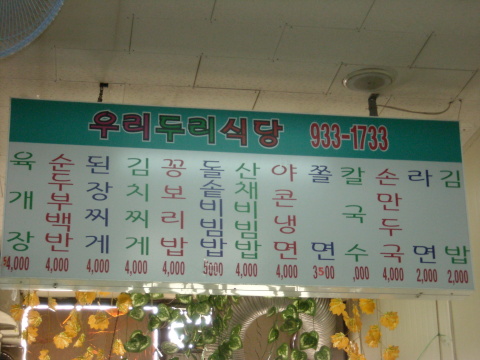 우리두리식당 933-1733
육개장 4,000
순두부백반 4,000
된장찌게 4,000
김치찌게 4,000
꽁보리밥 4,000
돌솥비빔밥 5000
산채비빔밥 4,000
야콘냉면 4,000
쫄면 3500
칼국수 ,000
손만두국 4,000
라면 2,000
김밥 2,000